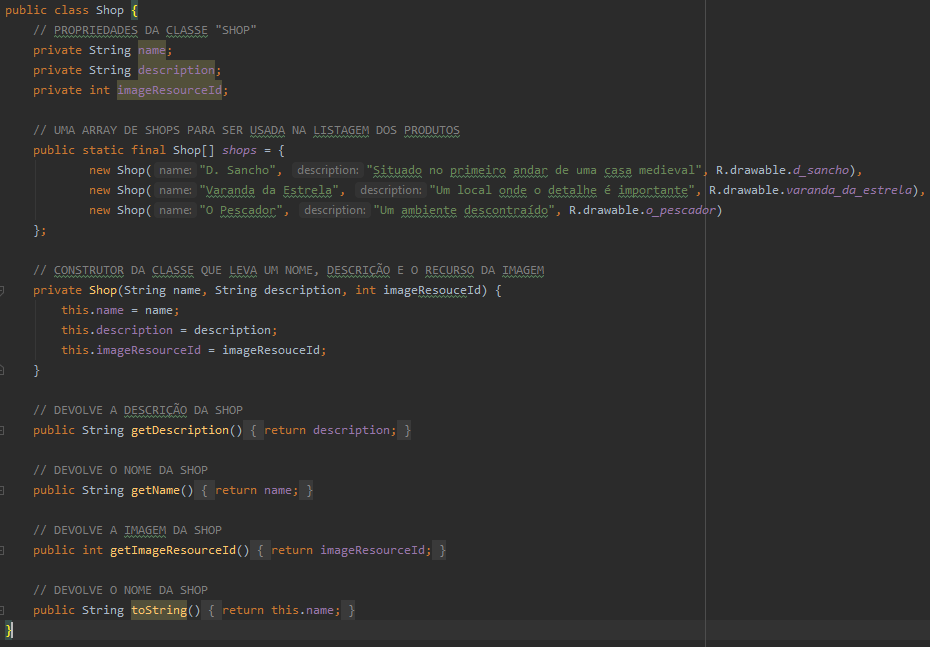 public class Shop {
// PROPRIEDADES DA CLASSE "SHOP"
private String name;
private String description;
private int imageResourceId;
// UMA ARRAY DE SHOPS PARA SER USADA NA LISTAGEM DOS PRODUTOS
public static final Shop[] shops = {
new Shop( name: "D. Sancho", description: "Situado no primeiro andar de uma casa medieval", R.drawable.d_sancho),
new Shop( name: "Varanda da Estrela", description: "Um local onde o detalhe é importante", R.drawable.varanda_da_estrela),
new Shop( name: "O Pescador", description: "Um ambiente descontraído", R.drawable.o_pescador)
};
// CONSTRUTOR DA CLASSE QUE LEVA UM NOME, DESCRIÇÃO E O RECURSO DA IMAGEM
private Shop(String name, String description, int imageResouceId) {
this.name = name;
this.description = description;
this.imageResourceId = imageResouceId;
}
// DEVOLVE A DESCRIÇÃO DA SHOP
public String getDescription() { return description; }
// DEVOLVE O NOME DA SHOP
public String getName() { return name; }
// DEVOLVE A IMAGEM DA SHOP
public int getImageResourceId() { return imageResourceId; }
// DEVOLVE O NOME DA SHOP
public String toString() { return this.name; }
}